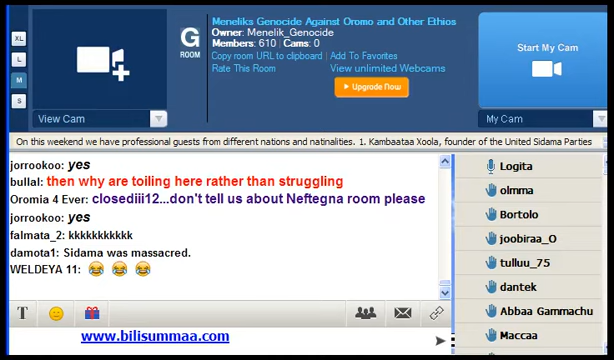 XL
L
M
S
View Cam
G
ROOM
Meneliks Genocide Against Oromo and Other Ethios
Owner: Menelik_Genocide
Members: 610 | Cams: 0
Copy room URL to clipboard | Add To Favorites
Rate This Room View unlimited Webcams
Upgrade Now
Start My Cam
My Cam
On this weekend we have professional guests from different nations and natinalities. 1. Kambaataa Xoola, founder of the United Sidama Parties
jorrookoo: yes
bullal: then why are toiling here rather than struggling
Oromia 4 Ever: closediii12...don't tell us about Neftegna room please
jorrookoo: yes
falmata_2: kkkkkkkkkkk
damota1: Sidama was massacred.
WELDEYA 11: 😂 😂 😂
T
www.bilisummaa.com
Logita
olmma
Bortolo
joobiraa_O
tulluu_75
dantek
Abbaa Gammachu
Maccaa